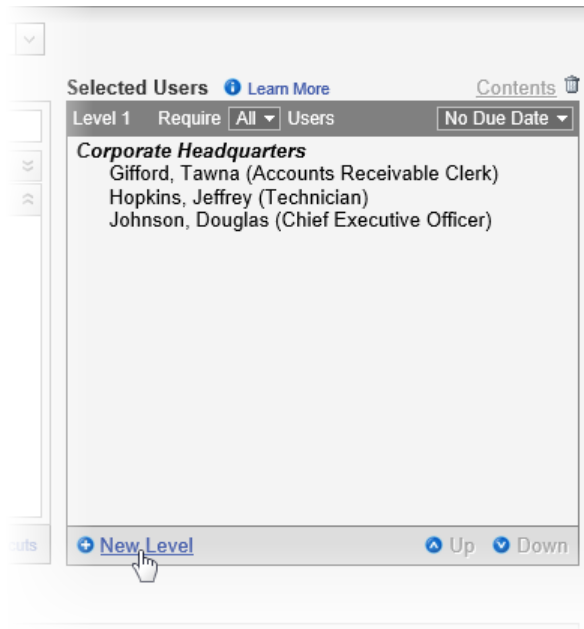 Selected Users Learn More Contents
Level 1 Require All Users No Due Date
Corporate Headquarters
Gifford, Tawna (Accounts Receivable Clerk)
Hopkins, Jeffrey (Technician)
Johnson, Douglas (Chief Executive Officer)
New Level Up Down